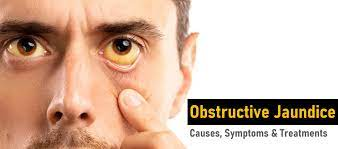 Obstructive Jaundice
Causes, Symptoms & Treatments